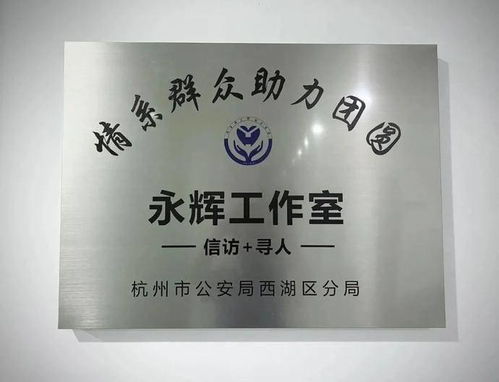 情系群众助力团圆
永辉工作室
信访+寻人
杭州市公安局西湖区分局